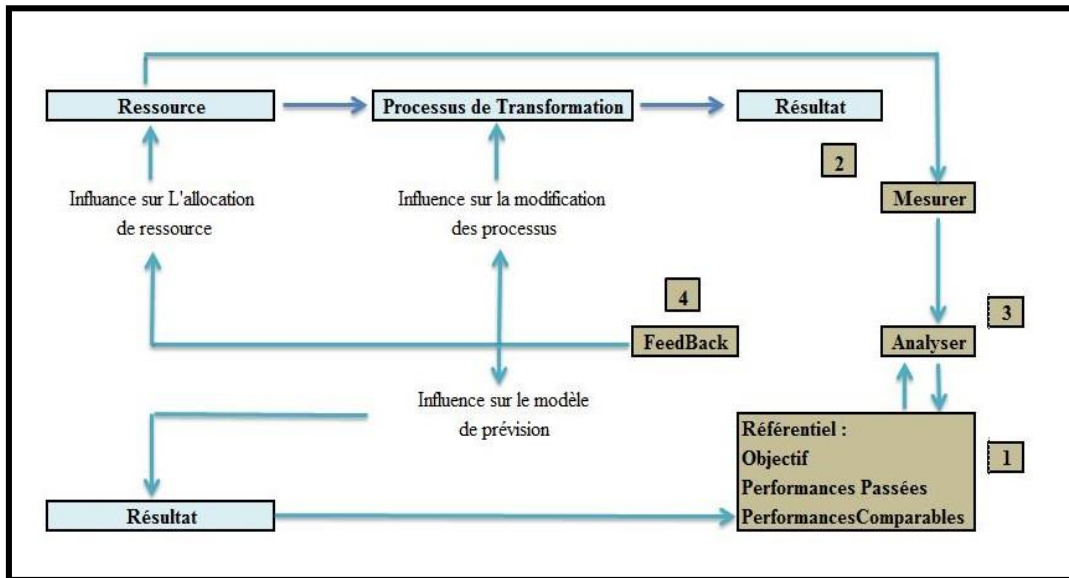 Ressource
Processus de Transformation
Résultat
2
Mesurer
Influance sur L'allocation
de ressource
Influence sur la modification
des processus
4
3
FeedBack
Analyser
Influence sur le modèle
de prévision
Référentiel :
Objectif
1
Performances Passées
PerformancesComparables
Résultat